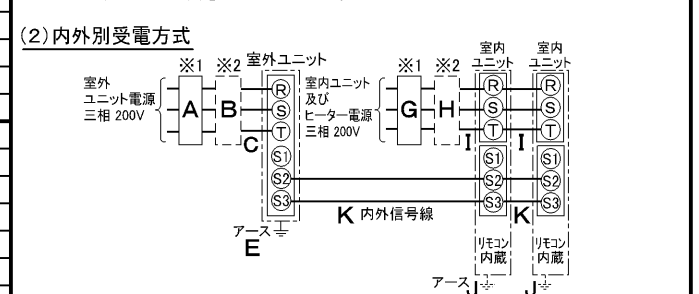 (2)内外別受電方式
※1 ※2 室外ユニット
室外
ユニット電源
三相 200V
A B
R
S
T
C
S1
S2
S3
アース
E
室内ユニット
及び
ヒーター電源
三相 200V
※1 ※2
G H
室内
ユニット
室内
ユニット
R R
S S
T T
I I
S1 S1
S2 S2
S3 S3
K 内外信号線
K
リモコン
内蔵
リモコン
内蔵
アース
J J